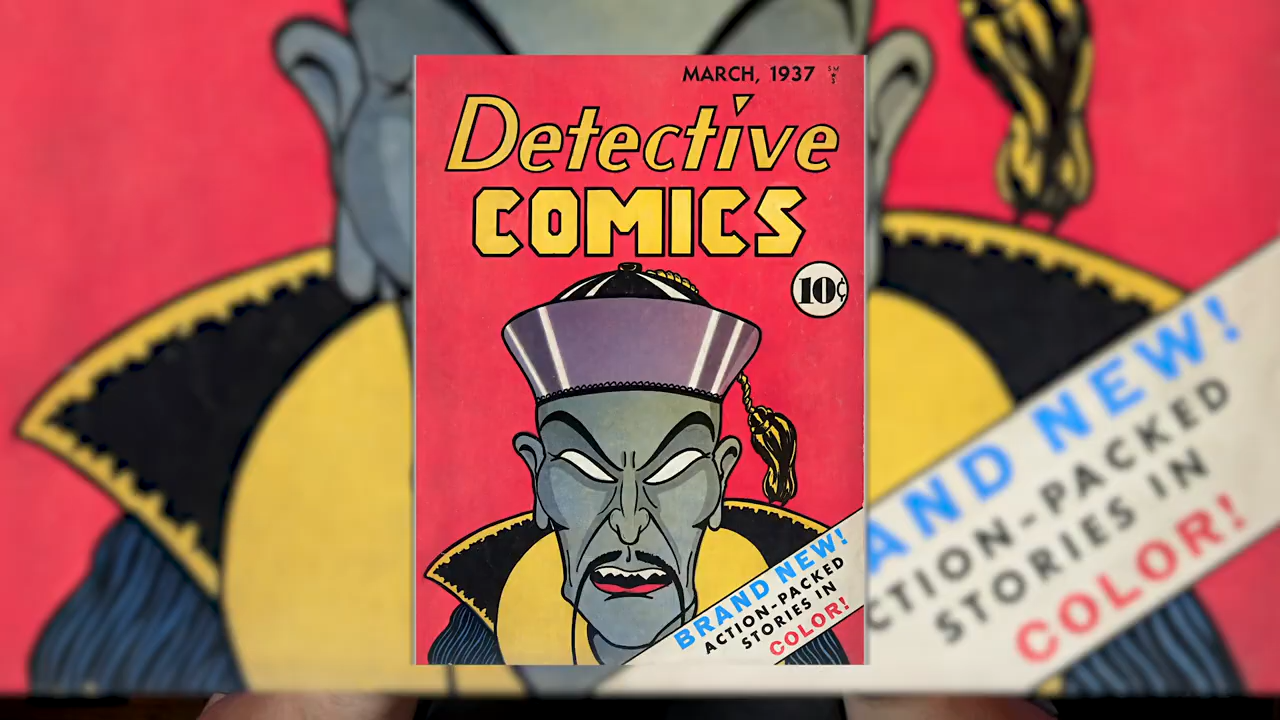 MARCH, 1937
Detective
COMICS
10¢
BRAND NEW!
ACTION-PACKED
STORIES IN
COLOR!
AND NEW!
CTION-PACKED
STORIES IN
COLOR!